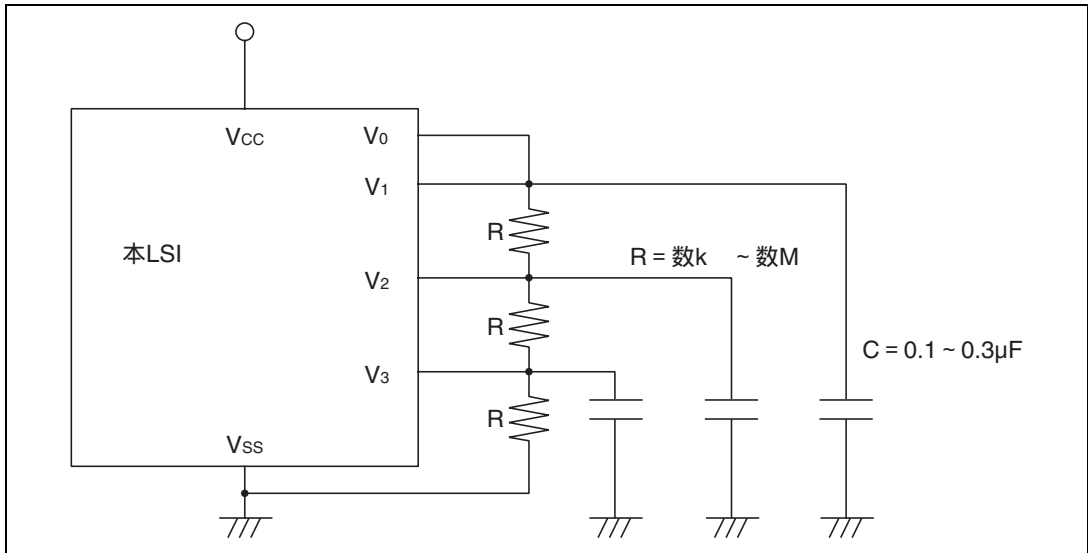 VCC
V0
V1
R
本LSI
R = 数k ~ 数M
V2
R
C = 0.1 ~ 0.3μF
V3
R
VSS